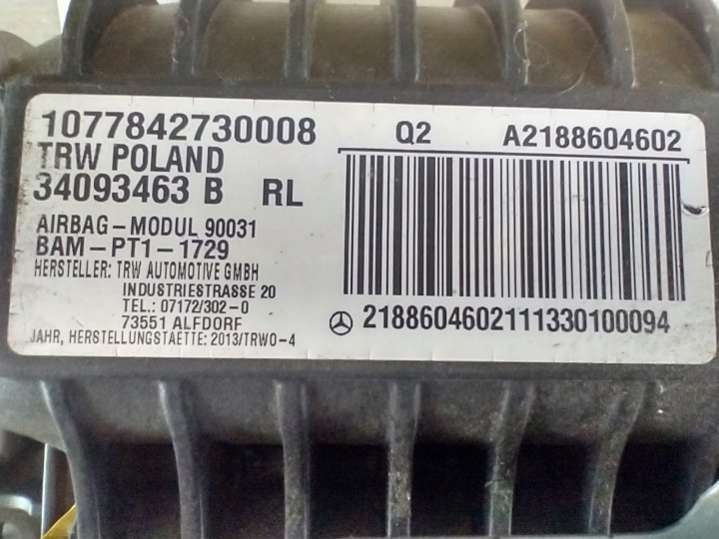 1077842730008 Q2 A2188604602
TRW POLAND
34093463 B RL
AIRBAG-MODUL 90031
BAM-PT1-1729
HERSTELLER: TRW AUTOMOTIVE GMBH
INDUSTRIESTRASSE 20
TEL.: 07172/302-0
73551 ALFDORF
JAHR, HERSTELLUNGSTAETTE: 2013/TRWO-4
2188604602111330100094